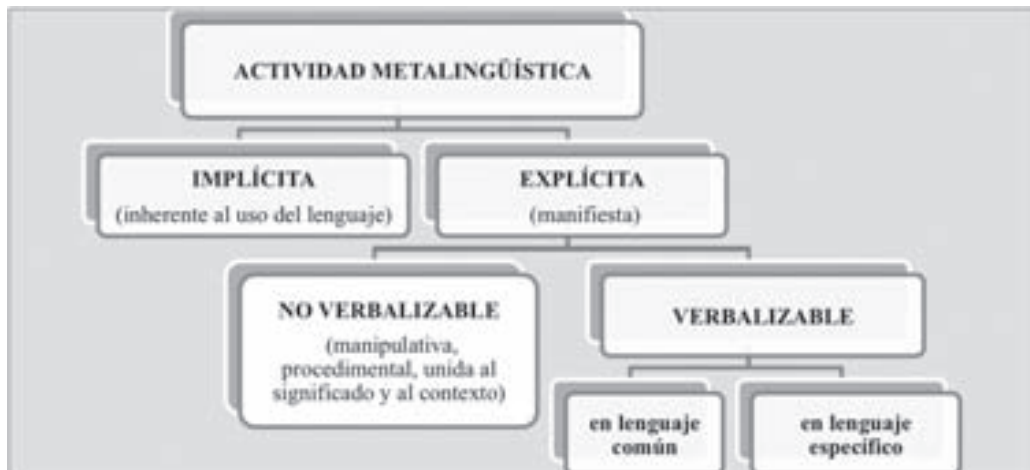 ACTIVIDAD METALINGÜÍSTICA
IMPLÍCITA
(inherente al uso del lenguaje)
EXPLÍCITA
(manifiesta)
NO VERBALIZABLE
(manipulativa,
procedimental, unida al
significado y al contexto)
VERBALIZABLE
en lenguaje
común
en lenguaje
específico